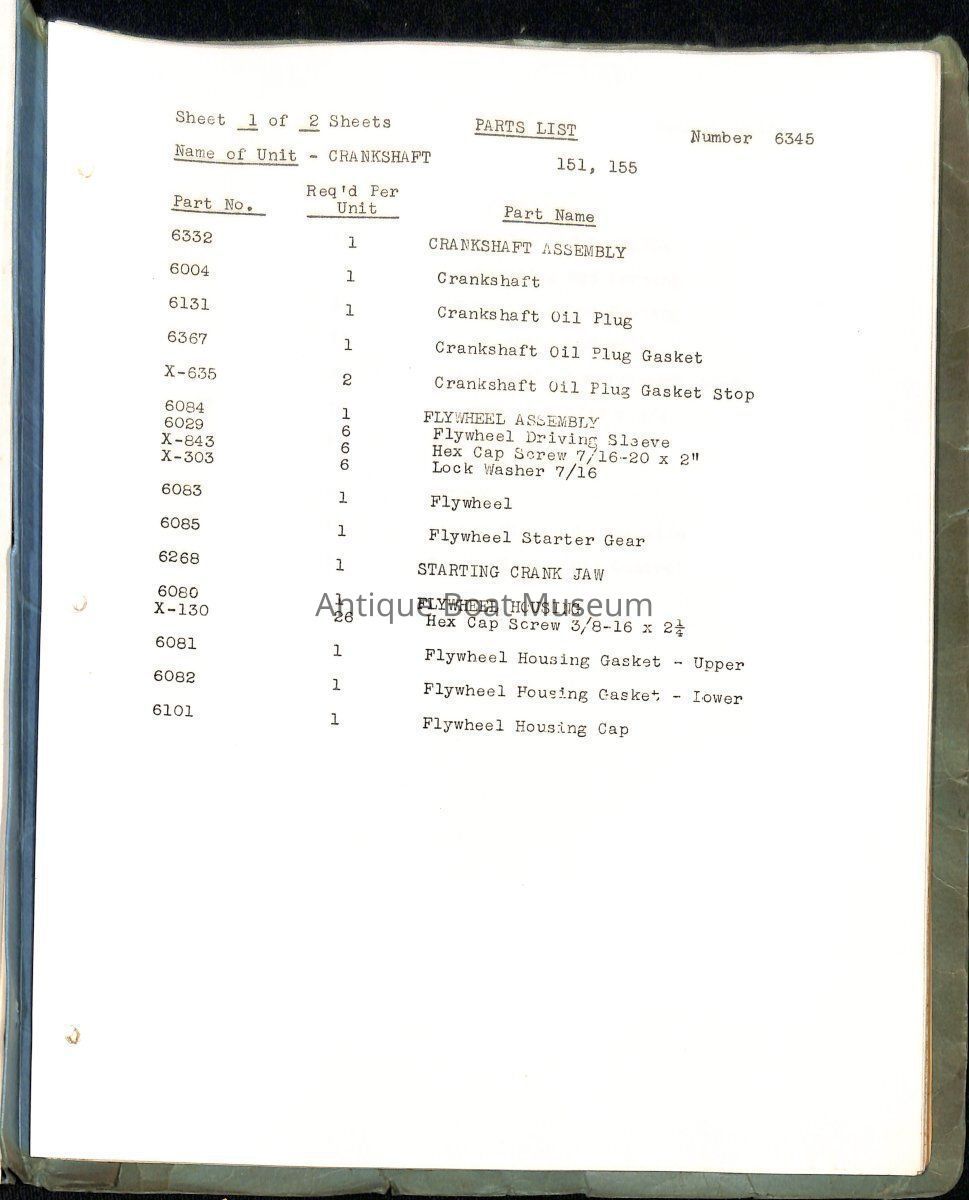 Sheet 1 of 2 Sheets PARTS LIST Number 6345
Name of Unit - CRANKSHAFT 151, 155
Part No. Req'd Per Unit Part Name
6332 1 CRANKSHAFT ASSEMBLY
6004 1 Crankshaft
6131 1 Crankshaft Oil Plug
6367 1 Crankshaft Oil Plug Gasket
X-635 2 Crankshaft Oil Plug Gasket Stop
6084 1 FLYWHEEL ASSEMBLY
6029 6 Flywheel Driving Sleeve
X-843 6 Hex Cap Screw 7/16-20 x 2"
X-303 6 Lock Washer 7/16
6083 1 Flywheel
6085 1 Flywheel Starter Gear
6268 1 STARTING CRANK JAW
6080 1 FLYWHEEL HOUSING
Antique Boat Museum
X-130 26 Hex Cap Screw 3/8-16 x 2¼
6081 1 Flywheel Housing Gasket - Upper
6082 1 Flywheel Housing Gasket - Lower
6101 1 Flywheel Housing Cap